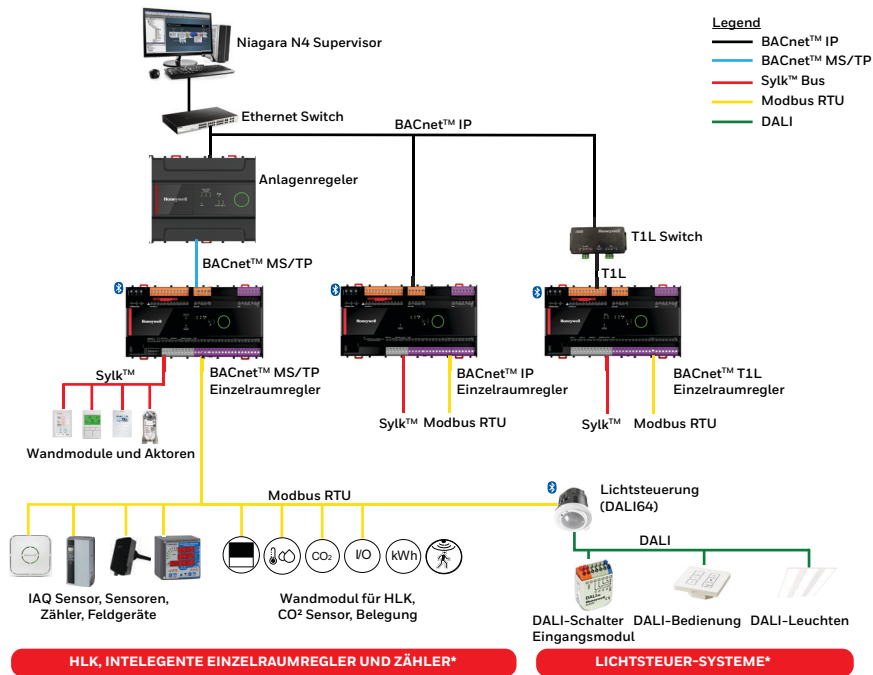 Legend
BACnet™ IP
BACnet™ MS/TP
Sylk™ Bus
Modbus RTU
DALI
Niagara N4 Supervisor
Ethernet Switch
BACnet™ IP
Anlagenregeler
Honeywell
T1L Switch
BACnet™ MS/TP
T1L
Honeywell
Honeywell
Honeywell
Sylk™
BACnet™ MS/TP
Einzelraumregler
BACnet™ IP
Einzelraumregler
BACnet™ T1L
Einzelraumregler
Sylk™ Modbus RTU
Sylk™ Modbus RTU
Wandmodule und Aktoren
Modbus RTU
Lichtsteuerung
(DALI64)
DALI
CO₂
I/O
kWh
IAQ Sensor, Sensoren,
Zähler, Feldgeräte
Wandmodul für HLK,
CO² Sensor, Belegung
DALI-Schalter
Eingangsmodul
DALI-Bedienung
DALI-Leuchten
HLK, INTELEGENTE EINZELRAUMREGLER UND ZÄHLER*
LICHTSTEUER-SYSTEME*